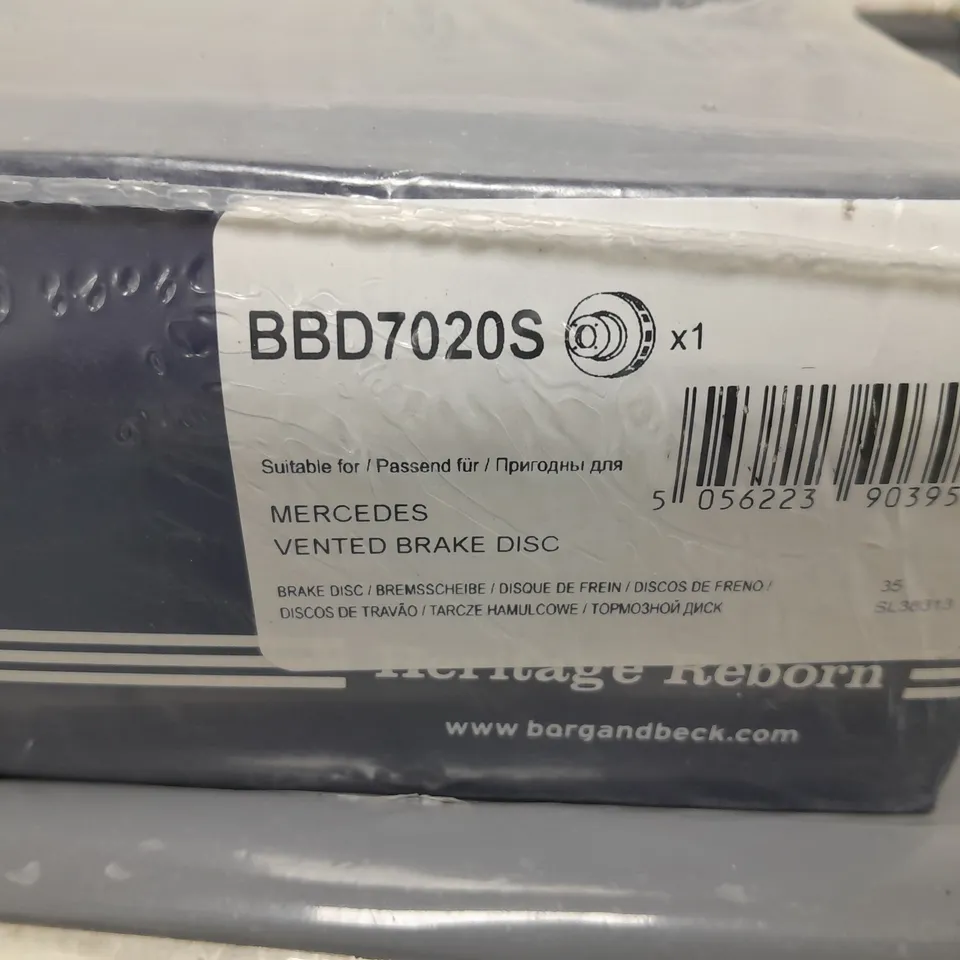 BBD7020S x1
5 056223 90395
Suitable for / Passend für / Пригодны для
MERCEDES
VENTED BRAKE DISC
BRAKE DISC / BREMSSCHEIBE / DISQUE DE FREIN / DISCOS DE FRENO /
DISCOS DE TRAVÃO / TARCZE HAMULCOWE / ТОРМОЗНОЙ ДИСК
35
SL36313
Heritage Reborn
www.borgandbeck.com